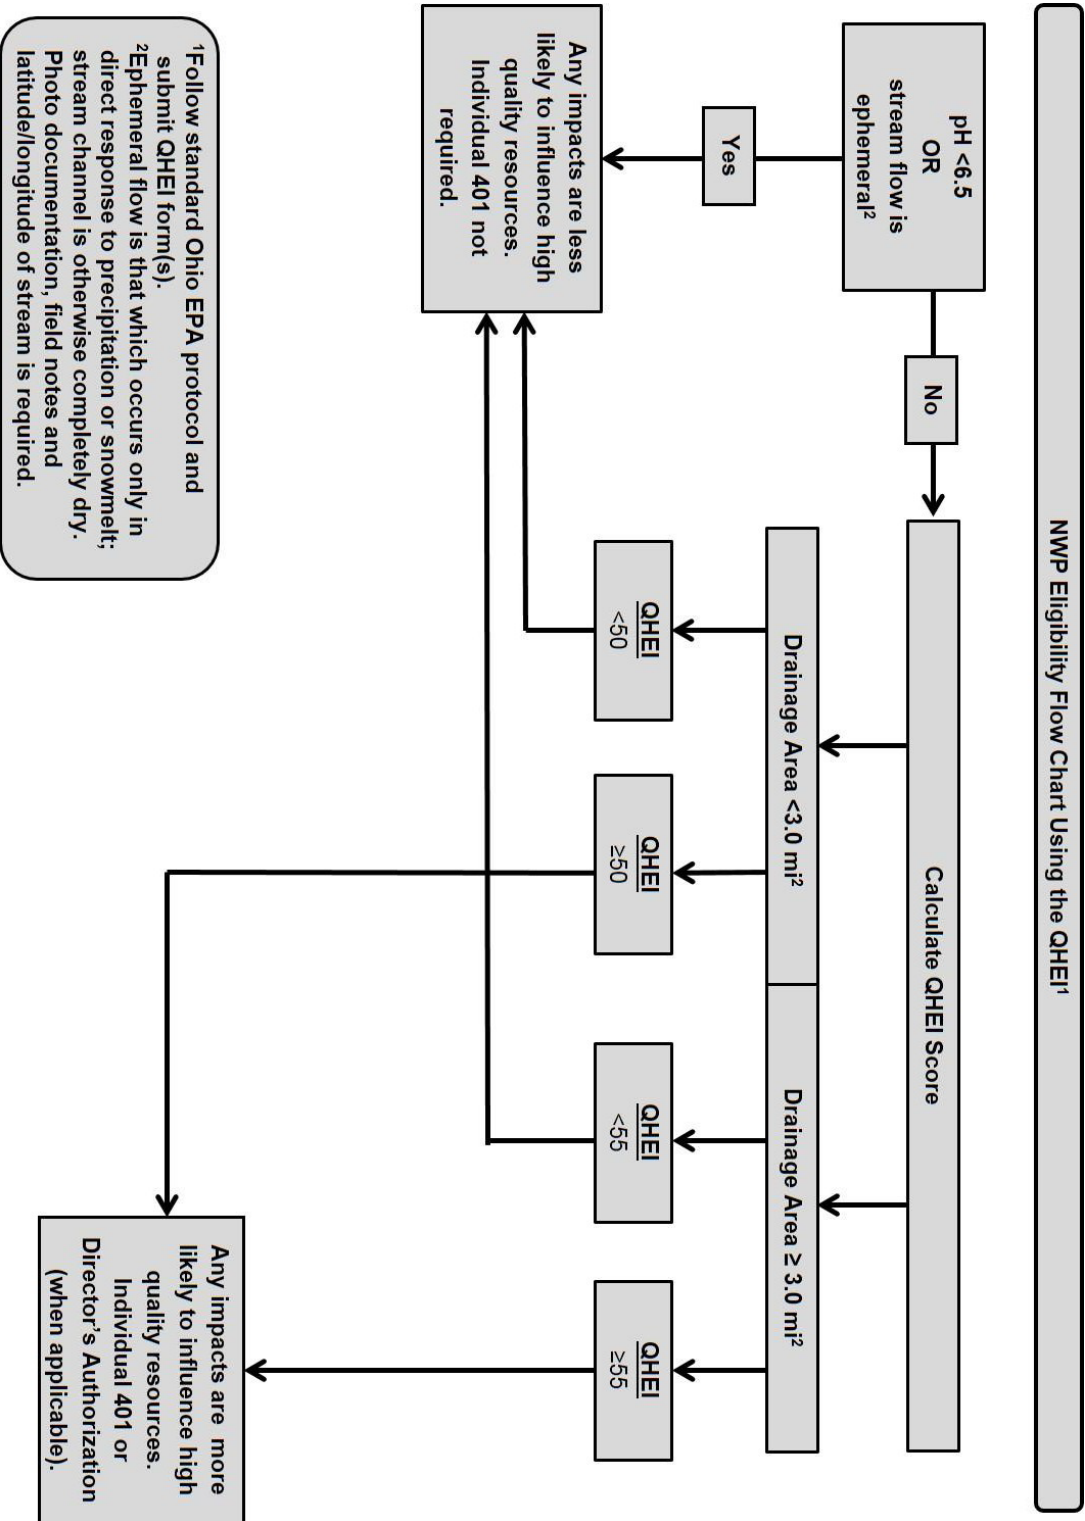 NWP Eligibility Flow Chart Using the QHEI¹
pH <6.5
OR
stream flow is
ephemeral²
No
Calculate QHEI Score
Yes
Drainage Area <3.0 mi²
Drainage Area ≥ 3.0 mi²
QHEI
<50
QHEI
≥50
QHEI
<55
QHEI
≥55
Any impacts are less
likely to influence high
quality resources.
Individual 401 not
required.
Any impacts are more
likely to influence high
quality resources.
Individual 401 or
Director’s Authorization
(when applicable).
¹Follow standard Ohio EPA protocol and
submit QHEI form(s).
²Ephemeral flow is that which occurs only in
direct response to precipitation or snowmelt;
stream channel is otherwise completely dry.
Photo documentation, field notes and
latitude/longitude of stream is required.